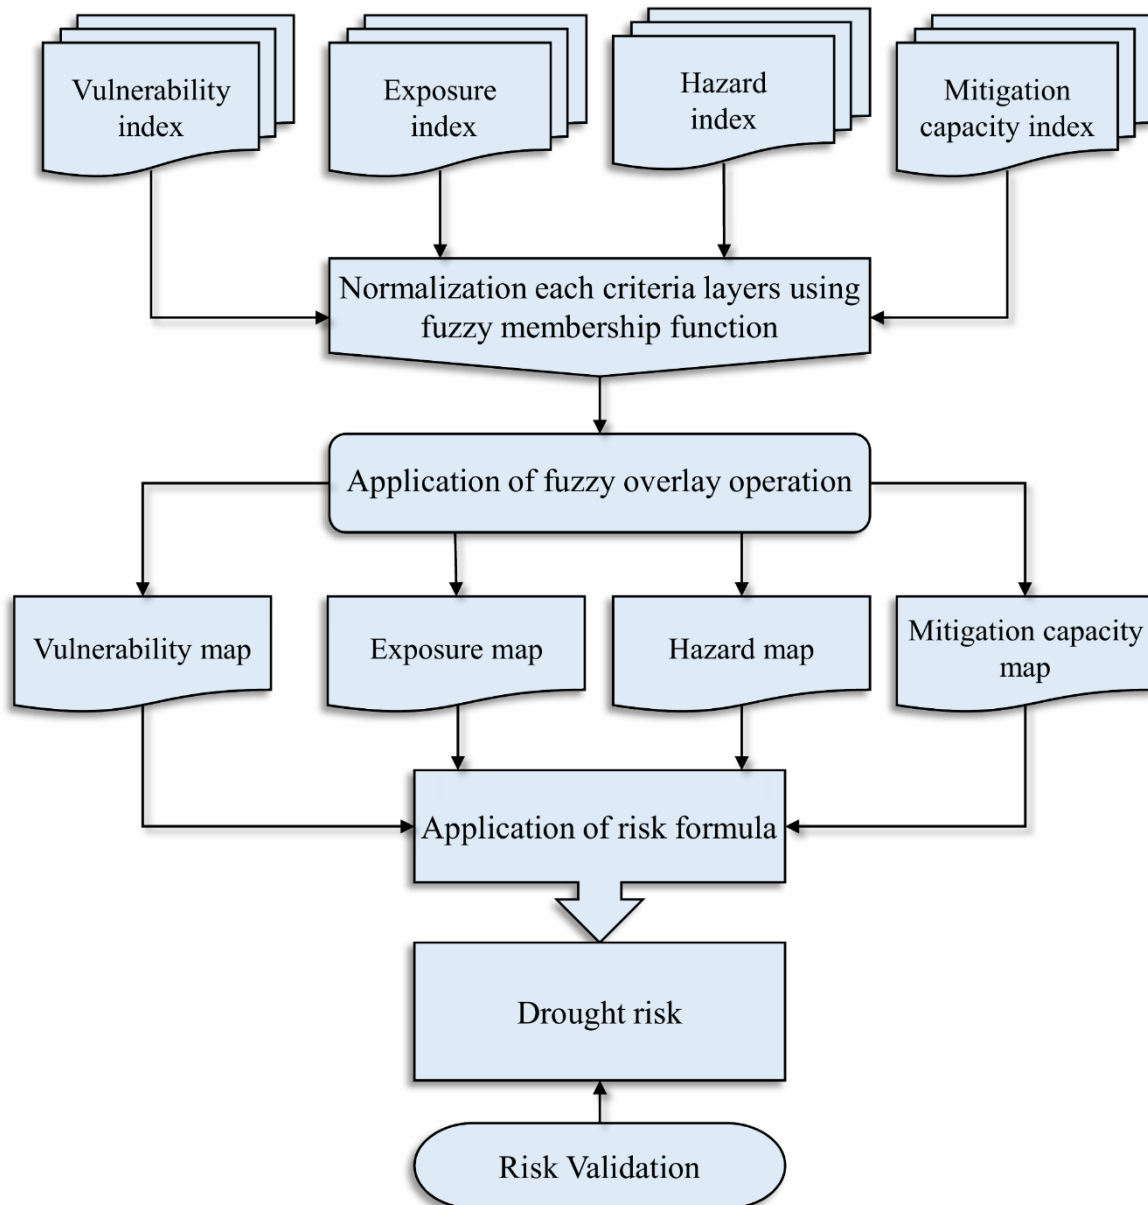 Vulnerability
index
Exposure
index
Hazard
index
Mitigation
capacity index
Normalization each criteria layers using
fuzzy membership function
Application of fuzzy overlay operation
Vulnerability map
Exposure map
Hazard map
Mitigation capacity
map
Application of risk formula
Drought risk
Risk Validation